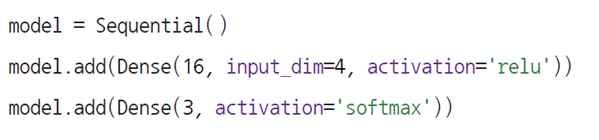 model = Sequential()
model.add(Dense(16, input_dim=4, activation='relu'))
model.add(Dense(3, activation='softmax'))